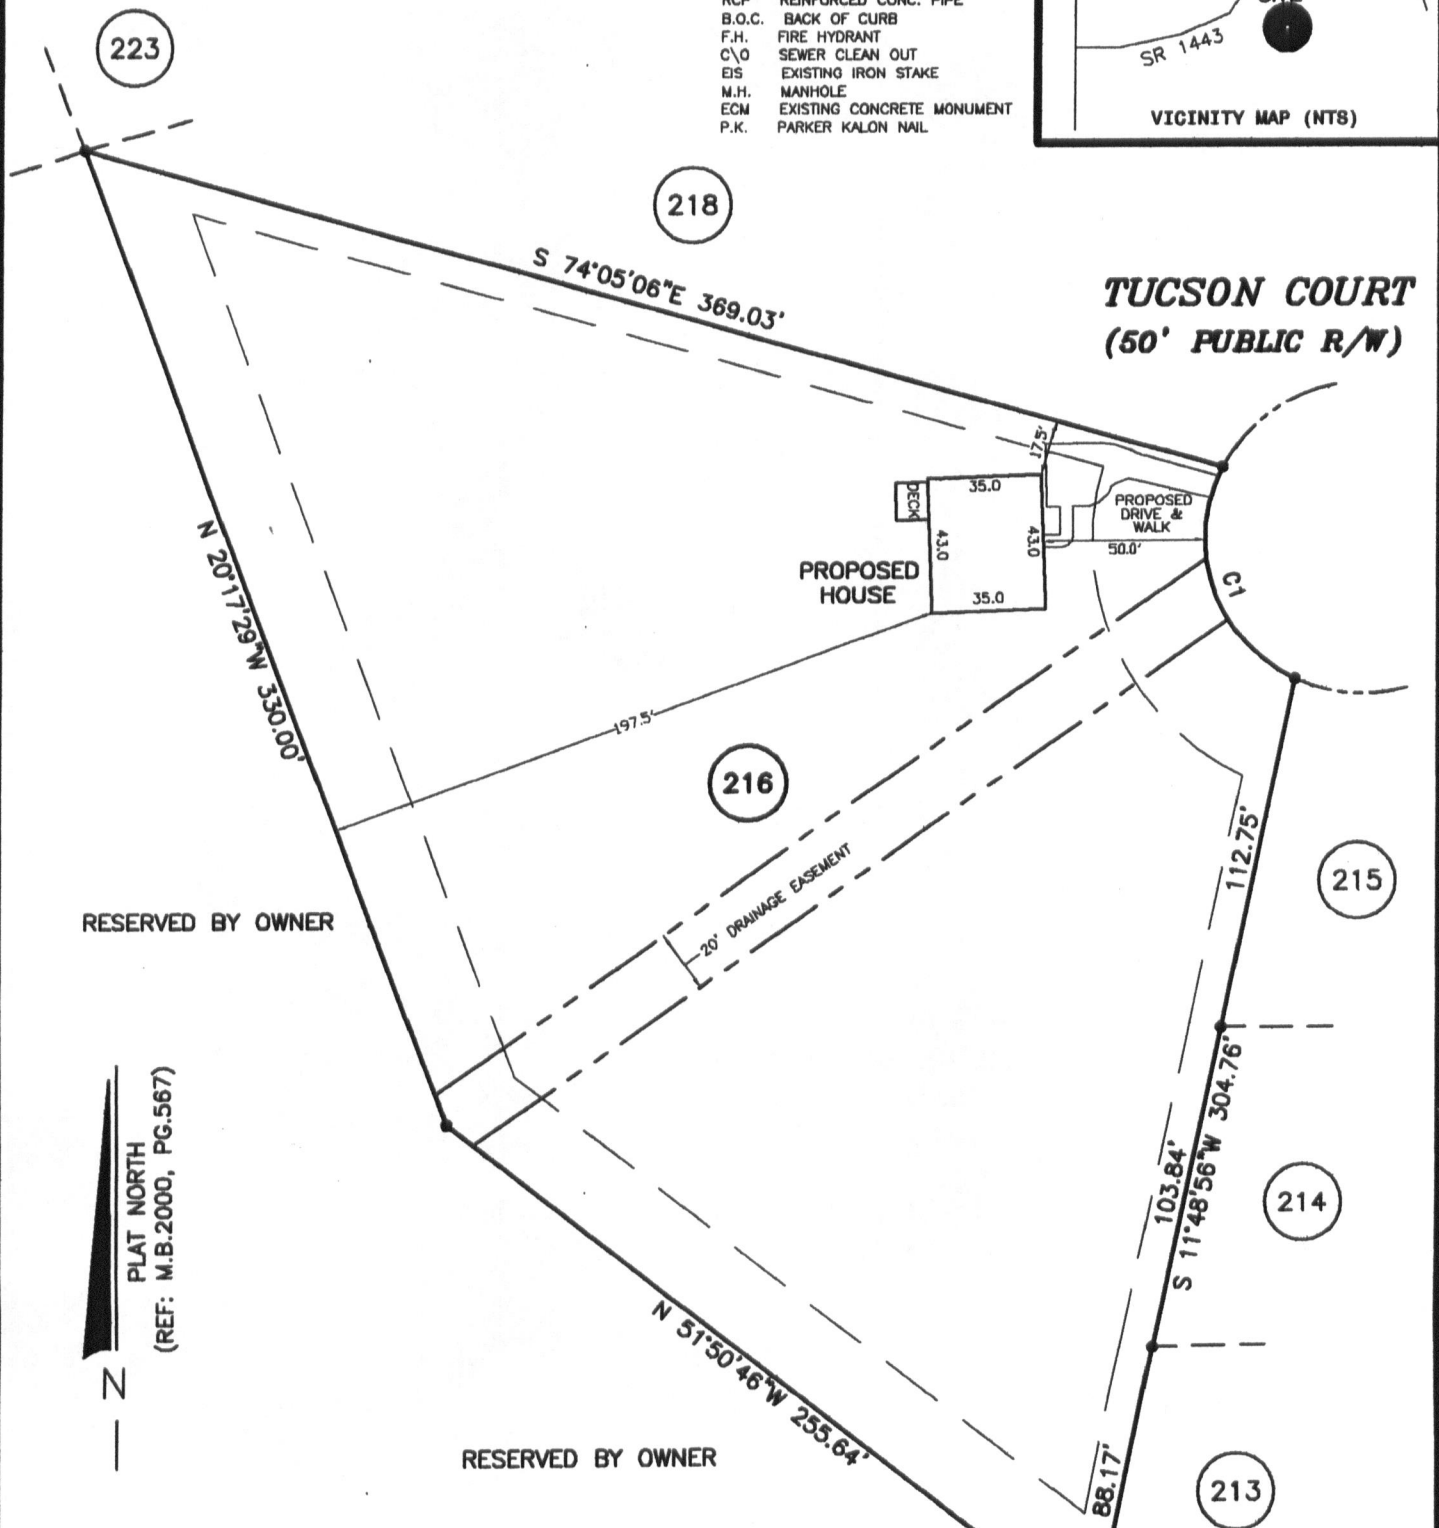 RCP REINFORCED CONC. PIPE
B.O.C. BACK OF CURB
F.H. FIRE HYDRANT
C\O SEWER CLEAN OUT
EIS EXISTING IRON STAKE
M.H. MANHOLE
ECM EXISTING CONCRETE MONUMENT
P.K. PARKER KALON NAIL
SR 1443
VICINITY MAP (NTS)
223
218
S 74°05'06"E 369.03'
TUCSON COURT
(50' PUBLIC R/W)
17.5'
DECK
35.0
43.0
43.0
35.0
PROPOSED
DRIVE &
WALK
50.0'
PROPOSED
HOUSE
C1
N 20°17'29"W 330.00'
197.5'
216
20' DRAINAGE EASEMENT
112.75'
215
RESERVED BY OWNER
S 11°48'56"W 304.76'
103.84'
214
PLAT NORTH
(REF: M.B.2000, PG.567)
N
N 51°50'46"W 255.64'
RESERVED BY OWNER
88.17'
213